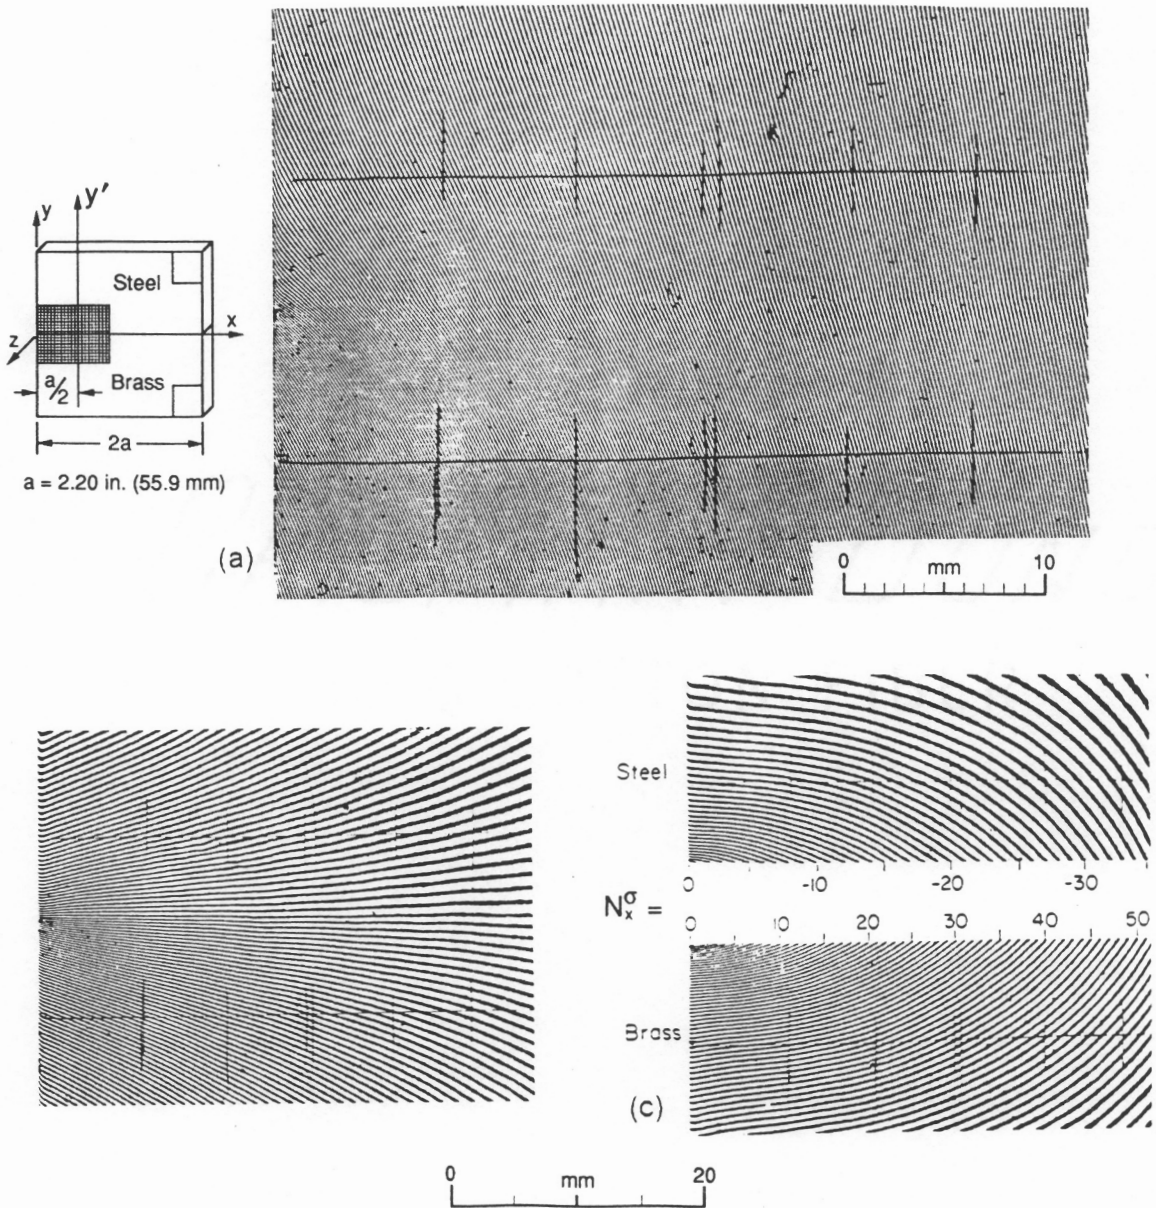 y y′
Steel
x
z
a/2
Brass
2a
a = 2.20 in. (55.9 mm)
(a)
0 mm 10
Steel
0 -10 -20 -30
N_x^σ =
0 10 20 30 40 50
Brass
(c)
0 mm 20